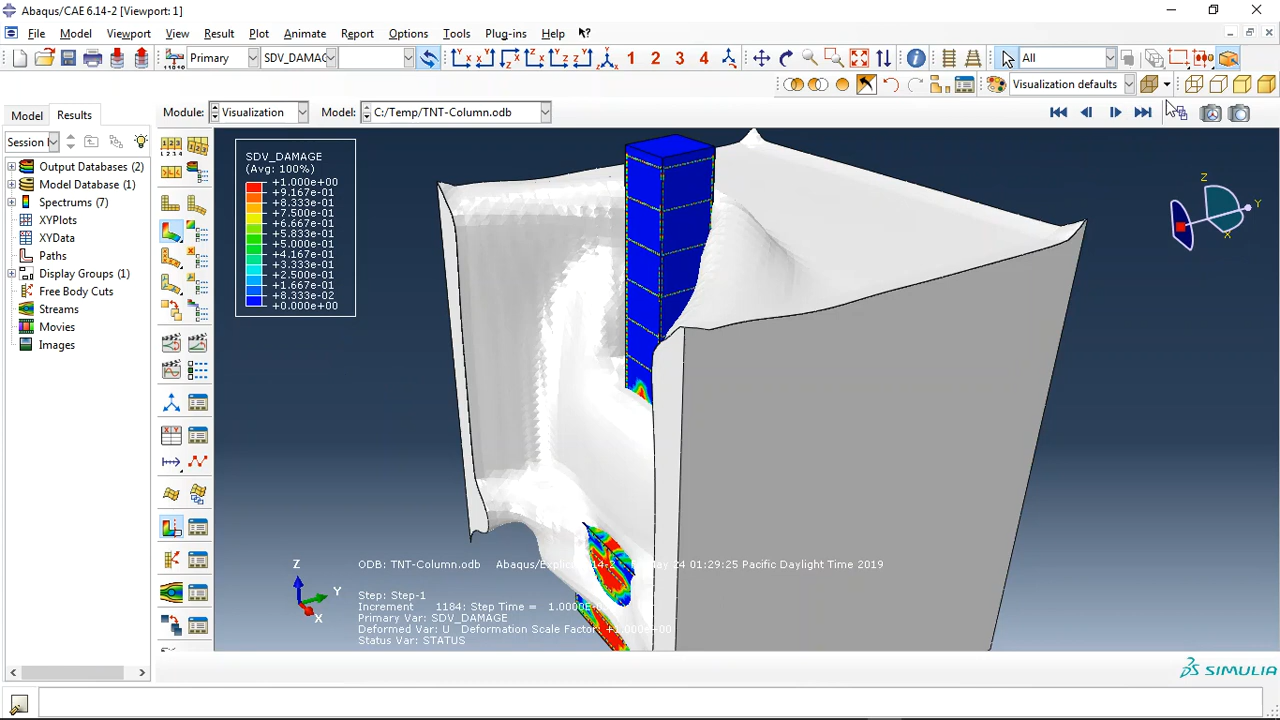 Abaqus/CAE 6.14-2 [Viewport: 1]
File Model Viewport View Result Plot Animate Report Options Tools Plug-ins Help
Primary SDV_DAMAG All
1 2 3 4
Visualization defaults
Model Results Module: Visualization Model: C:/Temp/TNT-Column.odb
Session
Output Databases (2)
Model Database (1)
Spectrums (7)
XYPlots
XYData
Paths
Display Groups (1)
Free Body Cuts
Streams
Movies
Images
SDV_DAMAGE
(Avg: 100%)
+1.000e+00
+9.167e-01
+8.333e-01
+7.500e-01
+6.667e-01
+5.833e-01
+5.000e-01
+4.167e-01
+3.333e-01
+2.500e-01
+1.667e-01
+8.333e-02
+0.000e+00
Z
Y
X
Z
Y
X
ODB: TNT-Column.odb Abaqus/Explicit 24 01:29:25 Pacific Daylight Time 2019
Step: Step-1
Increment 1184: Step Time =
Primary Var: SDV_DAMAGE
Deformed Var: U Deformation Scale Factor: +1.000e+00
Status Var: STATUS
SIMULIA